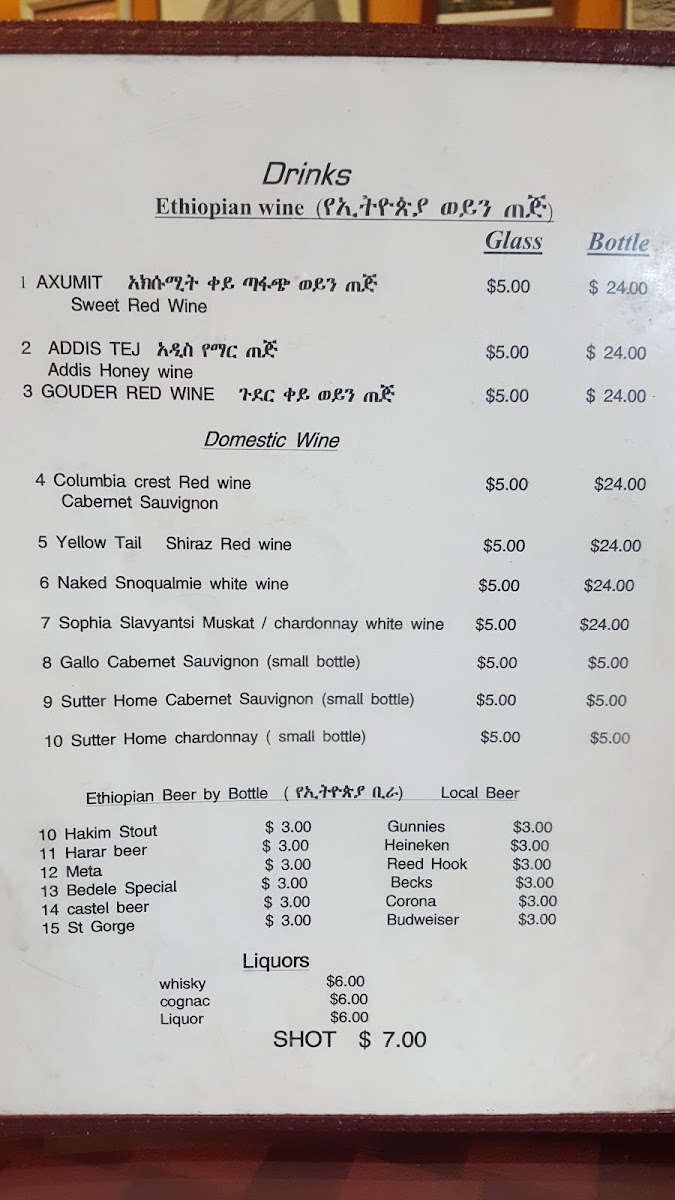 Drinks
Ethiopian wine (የኢትዮጵያ ወይን ጠጅ)
Glass Bottle
1 AXUMIT አክሱሚት ቀይ ጣፋጭ ወይን ጠጅ $5.00 $ 24.00
Sweet Red Wine
2 ADDIS TEJ አዲስ የማር ጠጅ $5.00 $ 24.00
Addis Honey wine
3 GOUDER RED WINE ጉደር ቀይ ወይን ጠጅ $5.00 $ 24.00
Domestic Wine
4 Columbia crest Red wine $5.00 $24.00
Cabernet Sauvignon
5 Yellow Tail Shiraz Red wine $5.00 $24.00
6 Naked Snoqualmie white wine $5.00 $24.00
7 Sophia Slavyantsi Muskat / chardonnay white wine $5.00 $24.00
8 Gallo Cabernet Sauvignon (small bottle) $5.00 $5.00
9 Sutter Home Cabernet Sauvignon (small bottle) $5.00 $5.00
10 Sutter Home chardonnay ( small bottle) $5.00 $5.00
Ethiopian Beer by Bottle ( የኢትዮጵያ ቢራ) Local Beer
10 Hakim Stout $ 3.00 Gunnies $3.00
11 Harar beer $ 3.00 Heineken $3.00
12 Meta $ 3.00 Reed Hook $3.00
13 Bedele Special $ 3.00 Becks $3.00
14 castel beer $ 3.00 Corona $3.00
15 St Gorge $ 3.00 Budweiser $3.00
Liquors
whisky $6.00
cognac $6.00
Liquor $6.00
SHOT $ 7.00